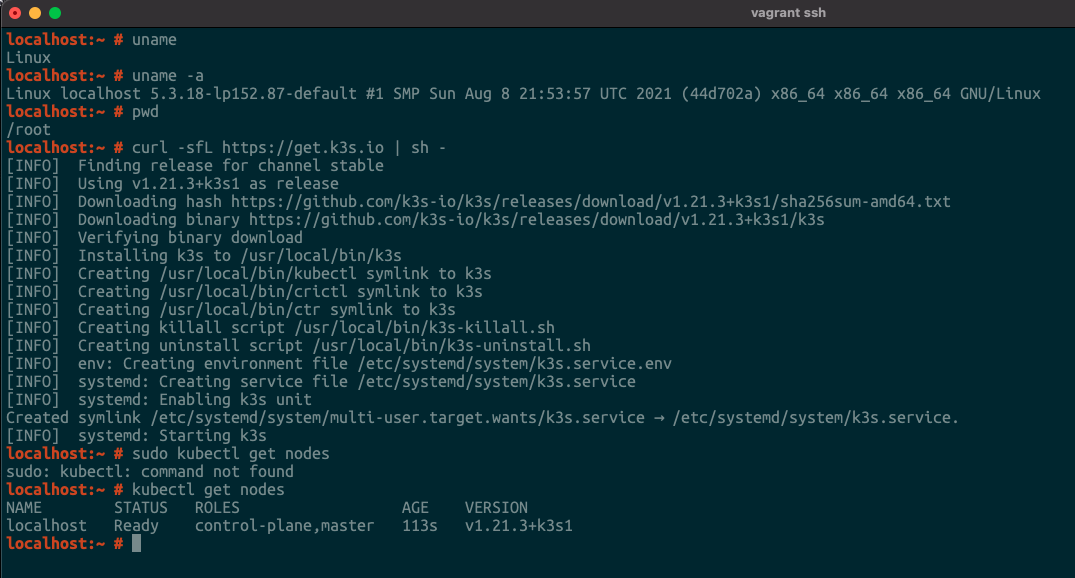 vagrant ssh
localhost:~ # uname
Linux
localhost:~ # uname -a
Linux localhost 5.3.18-lp152.87-default #1 SMP Sun Aug 8 21:53:57 UTC 2021 (44d702a) x86_64 x86_64 x86_64 GNU/Linux
localhost:~ # pwd
/root
localhost:~ # curl -sfL https://get.k3s.io | sh -
[INFO]  Finding release for channel stable
[INFO]  Using v1.21.3+k3s1 as release
[INFO]  Downloading hash https://github.com/k3s-io/k3s/releases/download/v1.21.3+k3s1/sha256sum-amd64.txt
[INFO]  Downloading binary https://github.com/k3s-io/k3s/releases/download/v1.21.3+k3s1/k3s
[INFO]  Verifying binary download
[INFO]  Installing k3s to /usr/local/bin/k3s
[INFO]  Creating /usr/local/bin/kubectl symlink to k3s
[INFO]  Creating /usr/local/bin/crictl symlink to k3s
[INFO]  Creating /usr/local/bin/ctr symlink to k3s
[INFO]  Creating killall script /usr/local/bin/k3s-killall.sh
[INFO]  Creating uninstall script /usr/local/bin/k3s-uninstall.sh
[INFO]  env: Creating environment file /etc/systemd/system/k3s.service.env
[INFO]  systemd: Creating service file /etc/systemd/system/k3s.service
[INFO]  systemd: Enabling k3s unit
Created symlink /etc/systemd/system/multi-user.target.wants/k3s.service → /etc/systemd/system/k3s.service.
[INFO]  systemd: Starting k3s
localhost:~ # sudo kubectl get nodes
sudo: kubectl: command not found
localhost:~ # kubectl get nodes
NAME        STATUS   ROLES                  AGE    VERSION
localhost   Ready    control-plane,master   113s   v1.21.3+k3s1
localhost:~ #